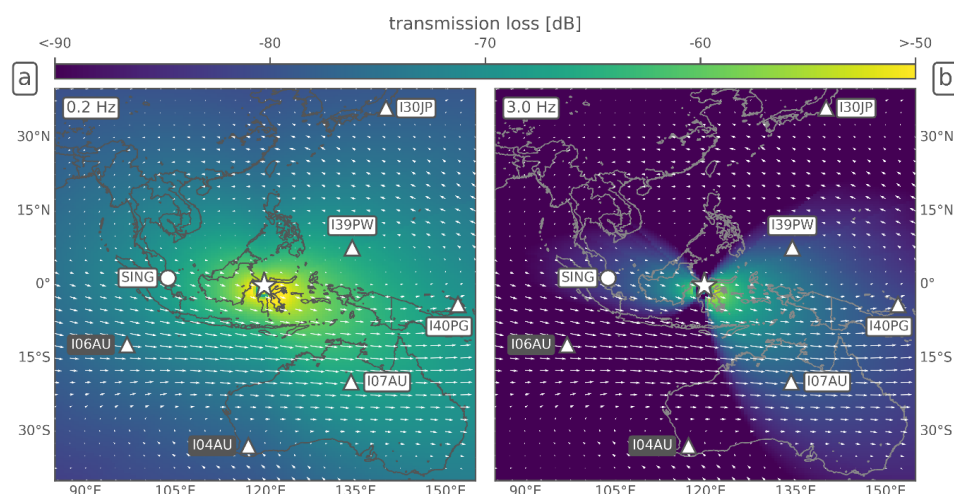 transmission loss [dB]
<-90 -80 -70 -60 >-50
a b
0.2 Hz I30JP 3.0 Hz I30JP
30°N 30°N
15°N 15°N
I39PW I39PW
SING SING
0° 0°
I40PG I40PG
I06AU I06AU
15°S 15°S
I07AU I07AU
30°S 30°S
I04AU I04AU
90°E 105°E 120°E 135°E 150°E 90°E 105°E 120°E 135°E 150°E